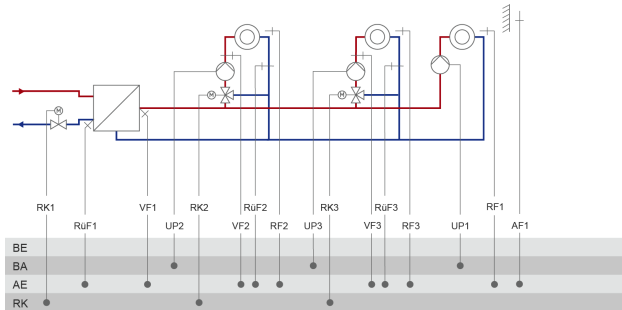 M
M
M
RK1
VF1
RK2
RüF2
RK3
RüF3
RF1
RüF1
UP2
VF2
RF2
UP3
VF3
RF3
UP1
AF1
BE
BA
AE
RK